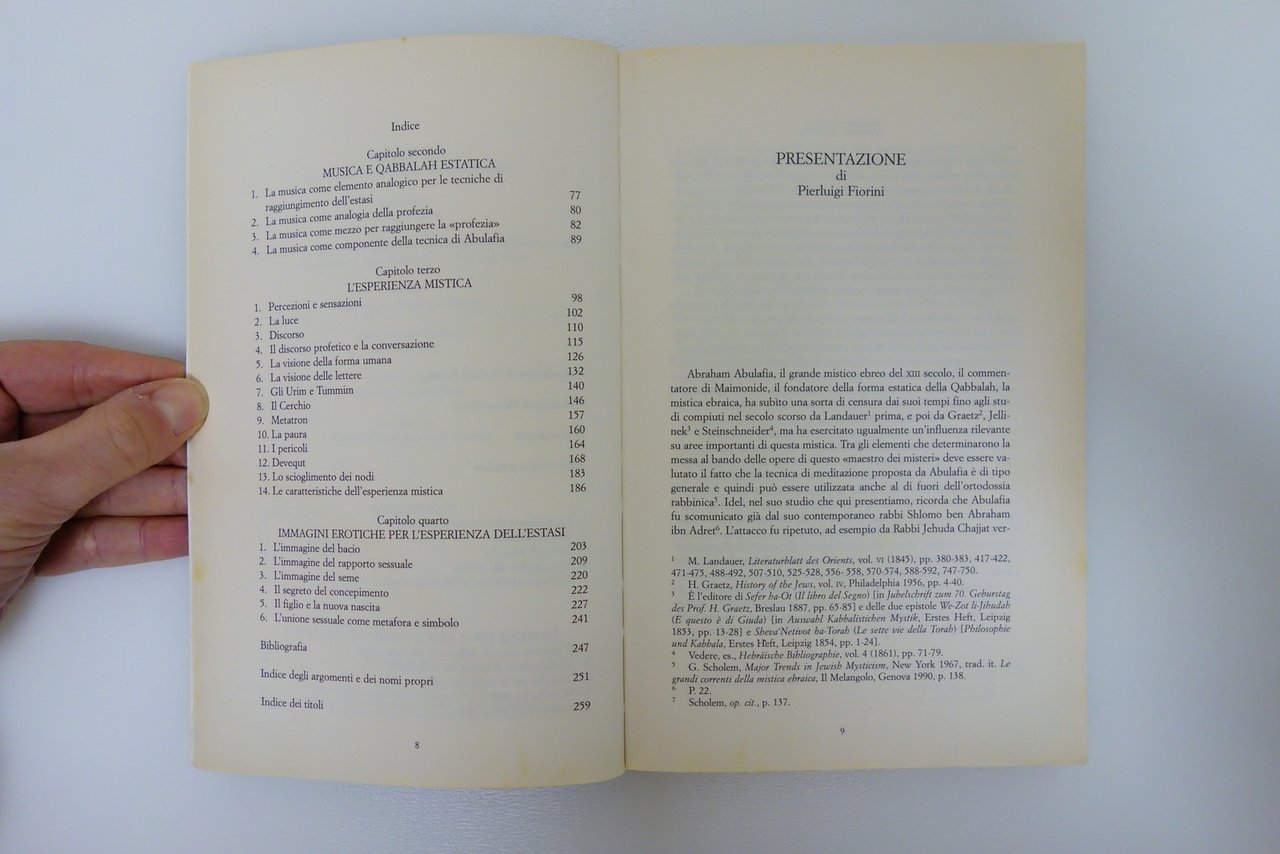 Indice
Capitolo secondo
MUSICA E QABBALAH ESTATICA
1. La musica come elemento analogico per le tecniche di
raggiungimento dell'estasi 77
2. La musica come analogia della profezia 80
3. La musica come mezzo per raggiungere la «profezia» 82
4. La musica come componente della tecnica di Abulafia 89
Capitolo terzo
L'ESPERIENZA MISTICA
1. Percezioni e sensazioni 98
2. La luce 102
3. Discorso 110
4. Il discorso profetico e la conversazione 115
5. La visione della forma umana 126
6. La visione delle lettere 132
7. Gli Urim e Tummim 140
8. Il Cerchio 146
9. Metatron 157
10. La paura 160
11. I pericoli 164
12. Devequt 168
13. Lo scioglimento dei nodi 183
14. Le caratteristiche dell'esperienza mistica 186
Capitolo quarto
IMMAGINI EROTICHE PER L'ESPERIENZA DELL'ESTASI
1. L'immagine del bacio 203
2. L'immagine del rapporto sessuale 209
3. L'immagine del seme 220
4. Il segreto del concepimento 222
5. Il figlio e la nuova nascita 227
6. L'unione sessuale come metafora e simbolo 241
Bibliografia 247
Indice degli argomenti e dei nomi propri 251
Indice dei titoli 259
8
PRESENTAZIONE
di
Pierluigi Fiorini
Abraham Abulafia, il grande mistico ebreo del XIII secolo, il commen-
tatore di Maimonide, il fondatore della forma estatica della Qabbalah, la
mistica ebraica, ha subìto una sorta di censura dai suoi tempi fino agli stu-
di compiuti nel secolo scorso da Landauer1 prima, e poi da Graetz2, Jelli-
nek3 e Steinschneider4, ma ha esercitato ugualmente un'influenza rilevante
su aree importanti di questa mistica. Tra gli elementi che determinarono la
messa al bando delle opere di questo «maestro dei misteri» deve essere va-
lutato il fatto che la tecnica di meditazione proposta da Abulafia è di tipo
generale e quindi può essere utilizzata anche al di fuori dell'ortodossia
rabbinica5. Idel, nel suo studio che qui presentiamo, ricorda che Abulafia
fu scomunicato già dal suo contemporaneo rabbi Shlomo ben Abraham
ibn Adret6. L'attacco fu ripetuto, ad esempio da Rabbi Jehuda Chajjat ver-
1 M. Landauer, Literaturblatt des Orients, vol. VI (1845), pp. 380-383, 417-422,
471-475, 488-492, 507-510, 525-528, 556- 558, 570-574, 588-592, 747-750.
2 H. Graetz, History of the Jews, vol. IV, Philadelphia 1956, pp. 4-40.
3 È l'editore di Sefer ha-Ot (Il libro del Segno) [in Jubelschrift zum 70. Geburstag
des Prof. H. Graetz, Breslau 1887, pp. 65-85] e delle due epistole We-Zot li-Jihudah
(E questo è di Giuda) [in Auswahl Kabbalistichen Mystik, Erstes Heft, Leipzig
1853, pp. 13-28] e Sheva'Netivot ha-Torah (Le sette vie della Torah) [Philosophie
und Kabbala, Erstes Heft, Leipzig 1854, pp. 1-24].
4 Vedere, es., Hebräische Bibliographie, vol. 4 (1861), pp. 71-79.
5 G. Scholem, Major Trends in Jewish Mysticism, New York 1967, trad. it. Le
grandi correnti della mistica ebraica, Il Melangolo, Genova 1990, p. 138.
6 P. 22.
7 Scholem, op. cit., p. 137.
9